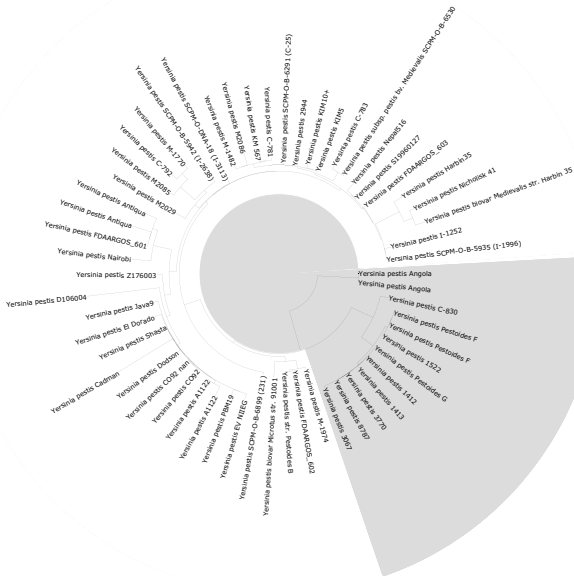 Yersinia pestis SCPM-O-B-6291 (C-25)
Yersinia pestis 2944
Yersinia pestis KIM10+
Yersinia pestis KIM5
Yersinia pestis C-783
Yersinia pestis subsp. pestis bv. Medievalis SCPM-O-B-6530
Yersinia pestis Nepal516
Yersinia pestis S19960127
Yersinia pestis FDAARGOS_603
Yersinia pestis Harbin35
Yersinia pestis Nicholisk 41
Yersinia pestis biovar Medievalis str. Harbin 35
Yersinia pestis I-1252
Yersinia pestis SCPM-O-B-5935 (I-1996)
Yersinia pestis Angola
Yersinia pestis Angola
Yersinia pestis C-830
Yersinia pestis Pestoides F
Yersinia pestis Pestoides F
Yersinia pestis 1522
Yersinia pestis Pestoides G
Yersinia pestis 1412
Yersinia pestis 1413
Yersinia pestis 3770
Yersinia pestis 8787
Yersinia pestis 3067
Yersinia pestis M-1974
Yersinia pestis FDAARGOS_602
Yersinia pestis str. Pestoides B
Yersinia pestis biovar Microtus str. 91001
Yersinia pestis SCPM-O-B-6899 (231)
Yersinia pestis EV NIIEG
Yersinia pestis PBM19
Yersinia pestis A1122
Yersinia pestis A1122
Yersinia pestis CO92
Yersinia pestis CO92_nan
Yersinia pestis Dodson
Yersinia pestis Cadman
Yersinia pestis Shasta
Yersinia pestis El Dorado
Yersinia pestis Java9
Yersinia pestis D106004
Yersinia pestis Z176003
Yersinia pestis Nairobi
Yersinia pestis FDAARGOS_601
Yersinia pestis Antiqua
Yersinia pestis Antiqua
Yersinia pestis M2029
Yersinia pestis M2085
Yersinia pestis C-792
Yersinia pestis M-1770
Yersinia pestis SCPM-O-B-5942 (I-2638)
Yersinia pestis SCPM-O-DNA-18 (I-3113)
Yersinia pestis M-1482
Yersinia pestis M2086
Yersinia pestis KIM 567
Yersinia pestis C-781